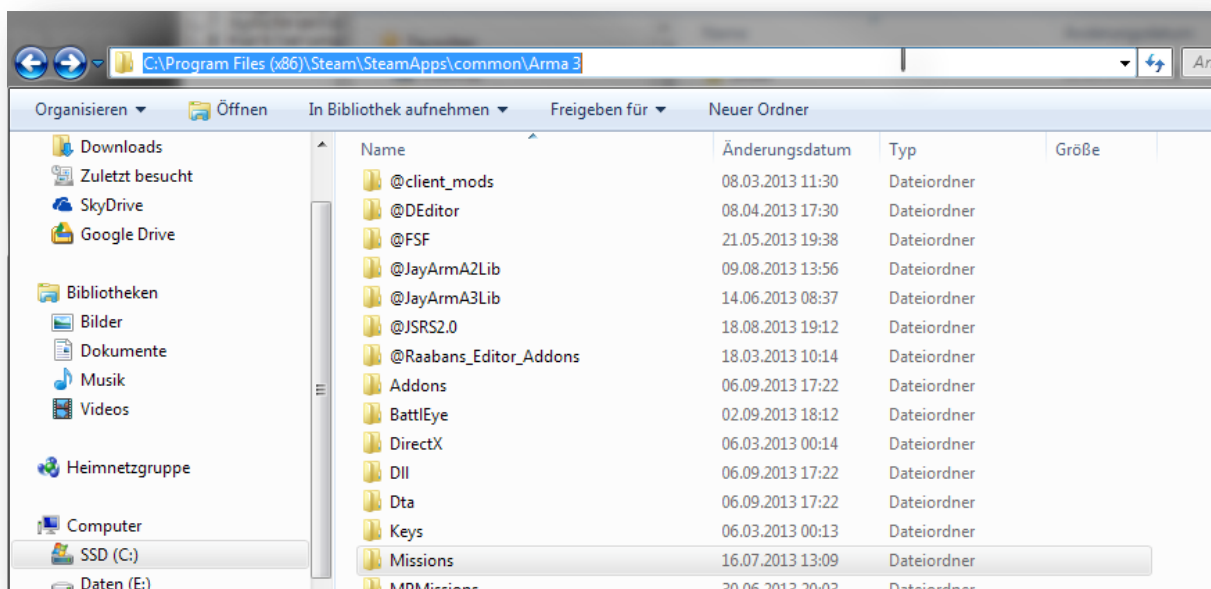 C:\Program Files (x86)\Steam\SteamApps\common\Arma 3
Organisieren Öffnen In Bibliothek aufnehmen Freigeben für Neuer Ordner
Downloads
Zuletzt besucht
SkyDrive
Google Drive
Bibliotheken
Bilder
Dokumente
Musik
Videos
Heimnetzgruppe
Computer
SSD (C:)
Daten (E:)
Name Änderungsdatum Typ Größe
@client_mods 08.03.2013 11:30 Dateiordner
@DEditor 08.04.2013 17:30 Dateiordner
@FSF 21.05.2013 19:38 Dateiordner
@JayArmA2Lib 09.08.2013 13:56 Dateiordner
@JayArmA3Lib 14.06.2013 08:37 Dateiordner
@JSRS2.0 18.08.2013 19:12 Dateiordner
@Raabans_Editor_Addons 18.03.2013 10:14 Dateiordner
Addons 06.09.2013 17:22 Dateiordner
BattlEye 02.09.2013 18:12 Dateiordner
DirectX 06.03.2013 00:14 Dateiordner
Dll 06.09.2013 17:22 Dateiordner
Dta 06.09.2013 17:22 Dateiordner
Keys 06.03.2013 00:13 Dateiordner
Missions 16.07.2013 13:09 Dateiordner
MPMissions 30.06.2013 20:03 Dateiordner